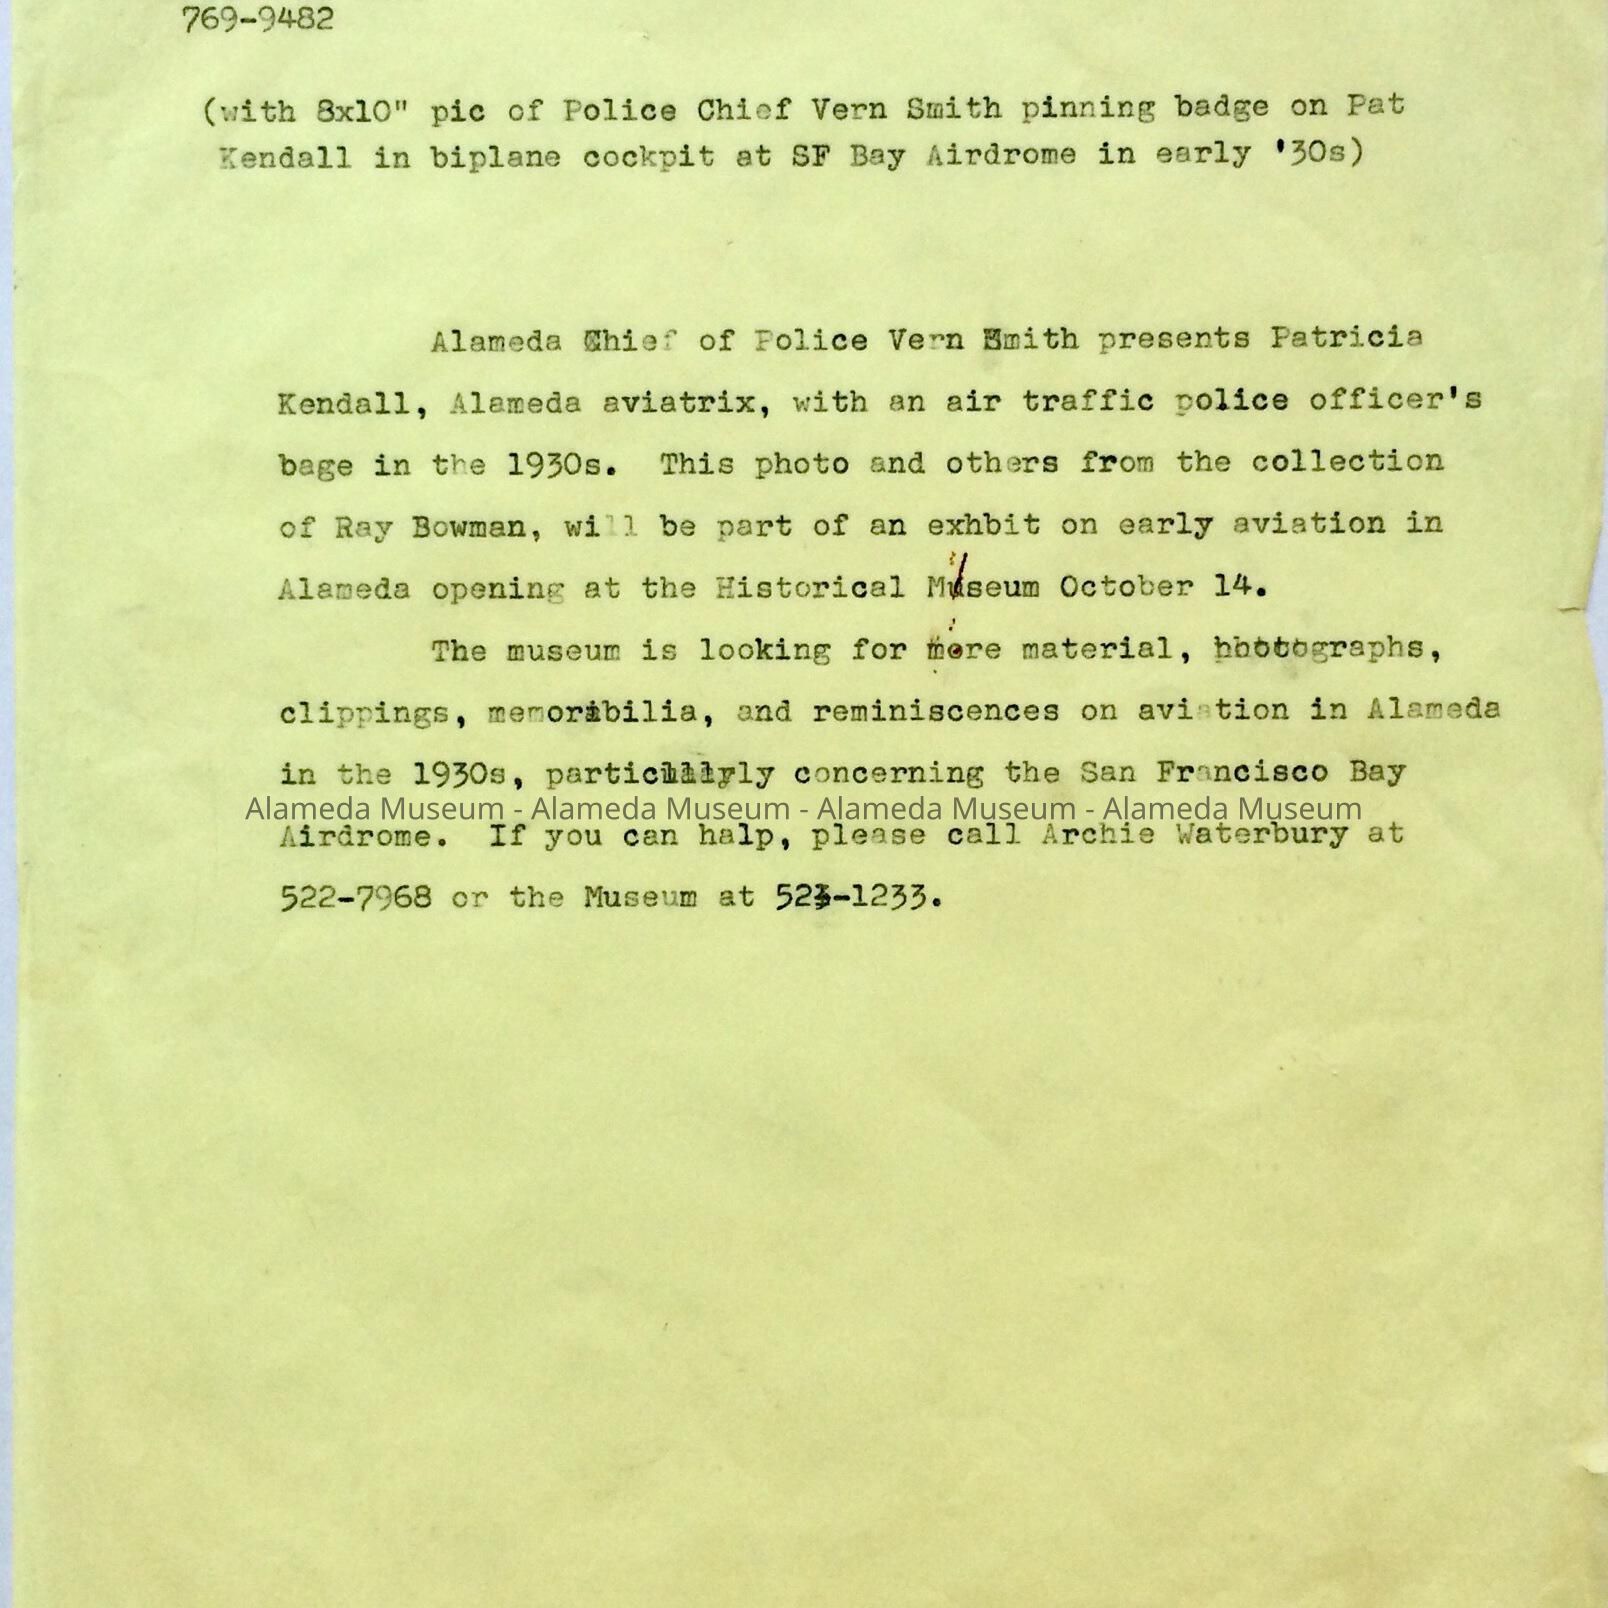 769-9482
(with 8x10" pic of Police Chief Vern Smith pinning badge on Pat
Kendall in biplane cockpit at SF Bay Airdrome in early '30s)
Alameda Chief of Police Vern Smith presents Patricia
Kendall, Alameda aviatrix, with an air traffic police officer's
bage in the 1930s. This photo and others from the collection
of Ray Bowman, will be part of an exhbit on early aviation in
Alameda opening at the Historical Museum October 14.
The museum is looking for more material, photographs,
clippings, memoribilia, and reminiscences on aviation in Alameda
in the 1930s, concerning the San Francisco Bay
Alameda Museum - Alameda Museum - Alameda Museum - Alameda Museum
Airdrome. If you can halp, please call Archie Waterbury at
522-7968 or the Museum at 523-1233.